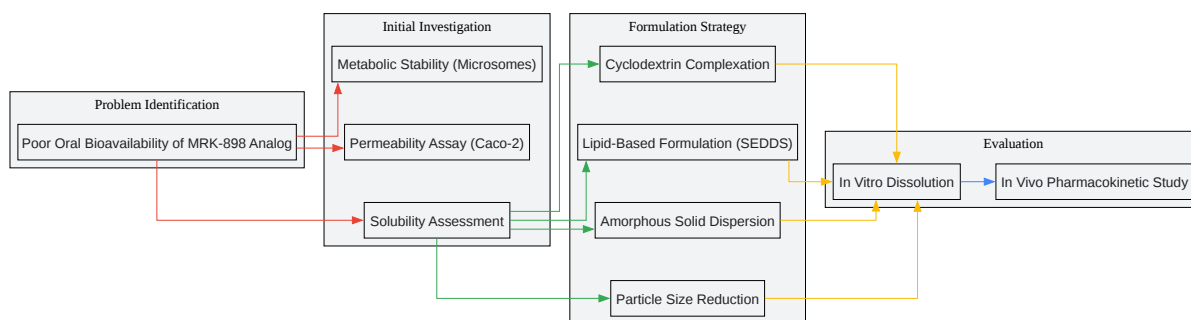 Problem Identification
Poor Oral Bioavailability of MRK-898 Analog
Initial Investigation
Metabolic Stability (Microsomes)
Permeability Assay (Caco-2)
Solubility Assessment
Formulation Strategy
Cyclodextrin Complexation
Lipid-Based Formulation (SEDDS)
Amorphous Solid Dispersion
Particle Size Reduction
Evaluation
In Vitro Dissolution
In Vivo Pharmacokinetic Study